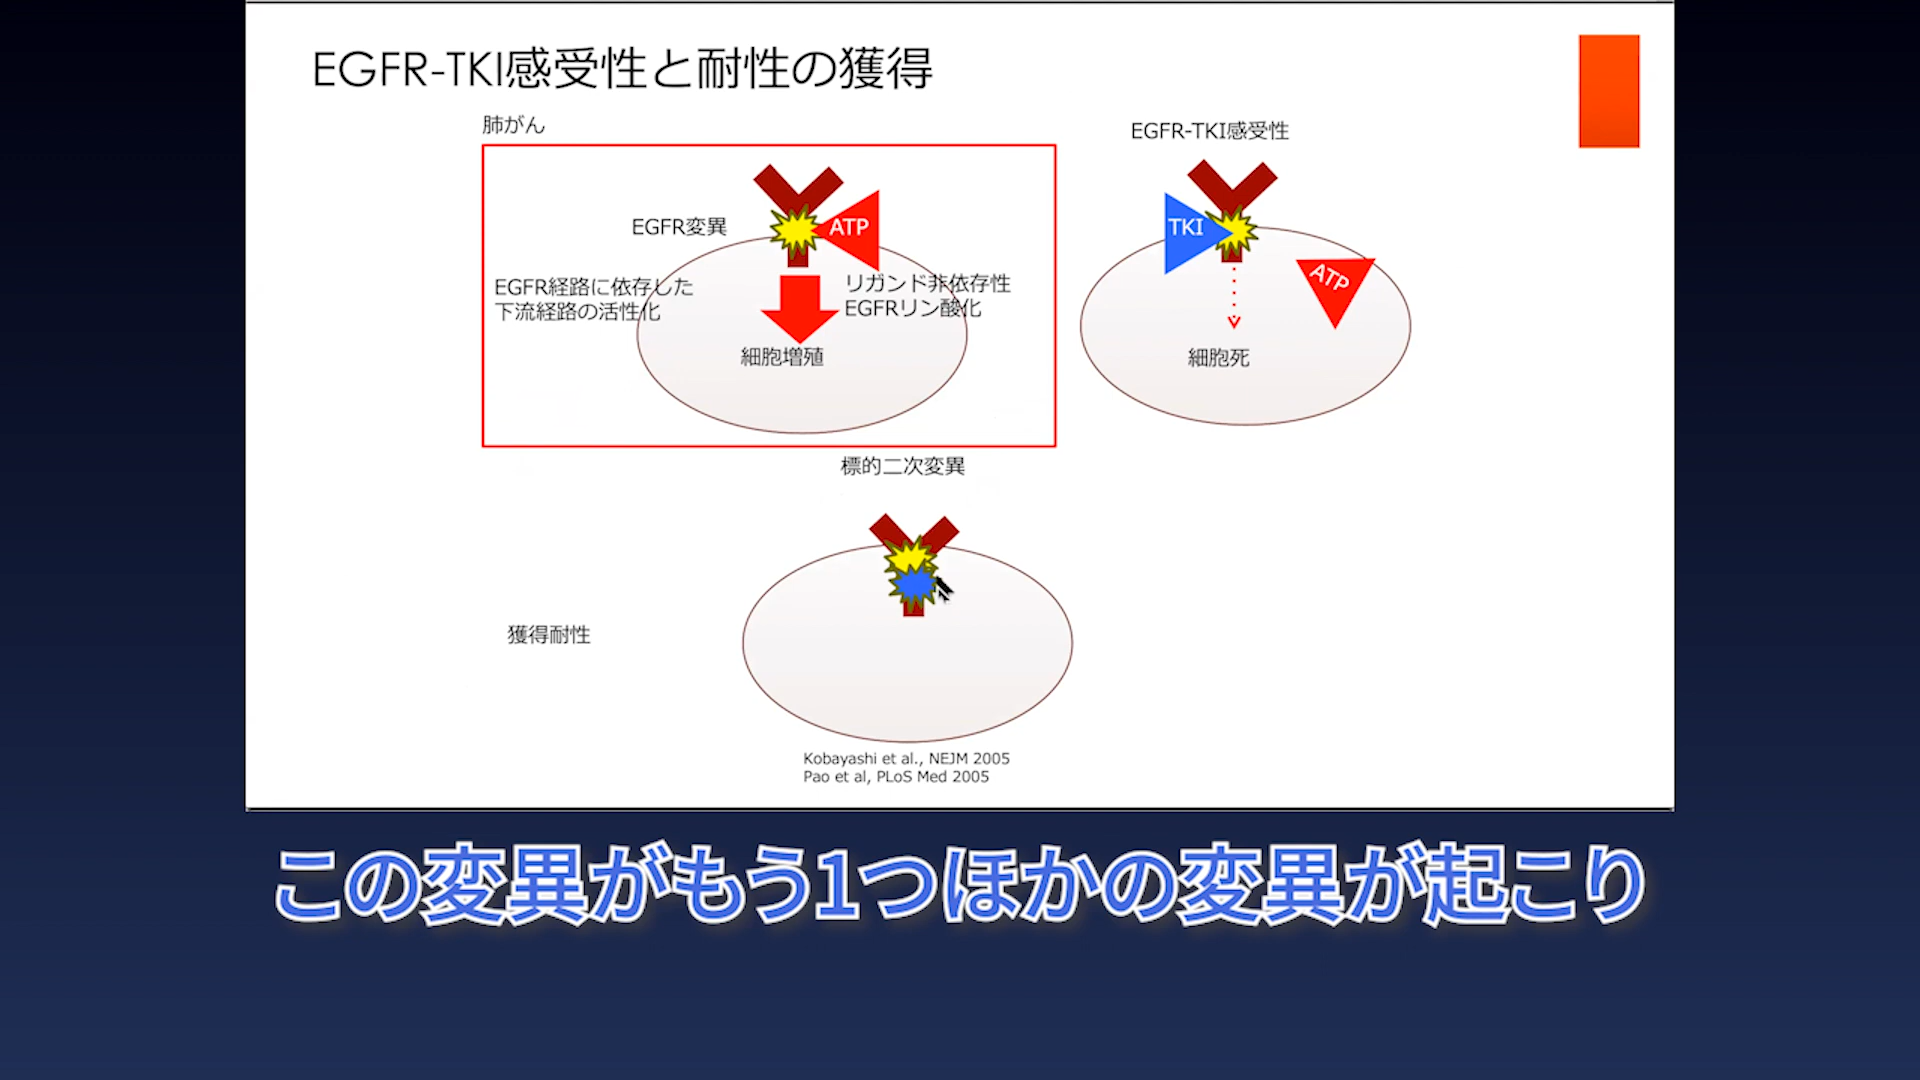 EGFR-TKI感受性と耐性の獲得
肺がん
EGFR-TKI感受性
EGFR変異
ATP
TKI
EGFR経路に依存した
下流経路の活性化
リガンド非依存性
EGFRリン酸化
ATP
細胞増殖
細胞死
標的二次変異
獲得耐性
Kobayashi et al., NEJM 2005
Pao et al, PLoS Med 2005
この変異がもう1つほかの変異が起こり